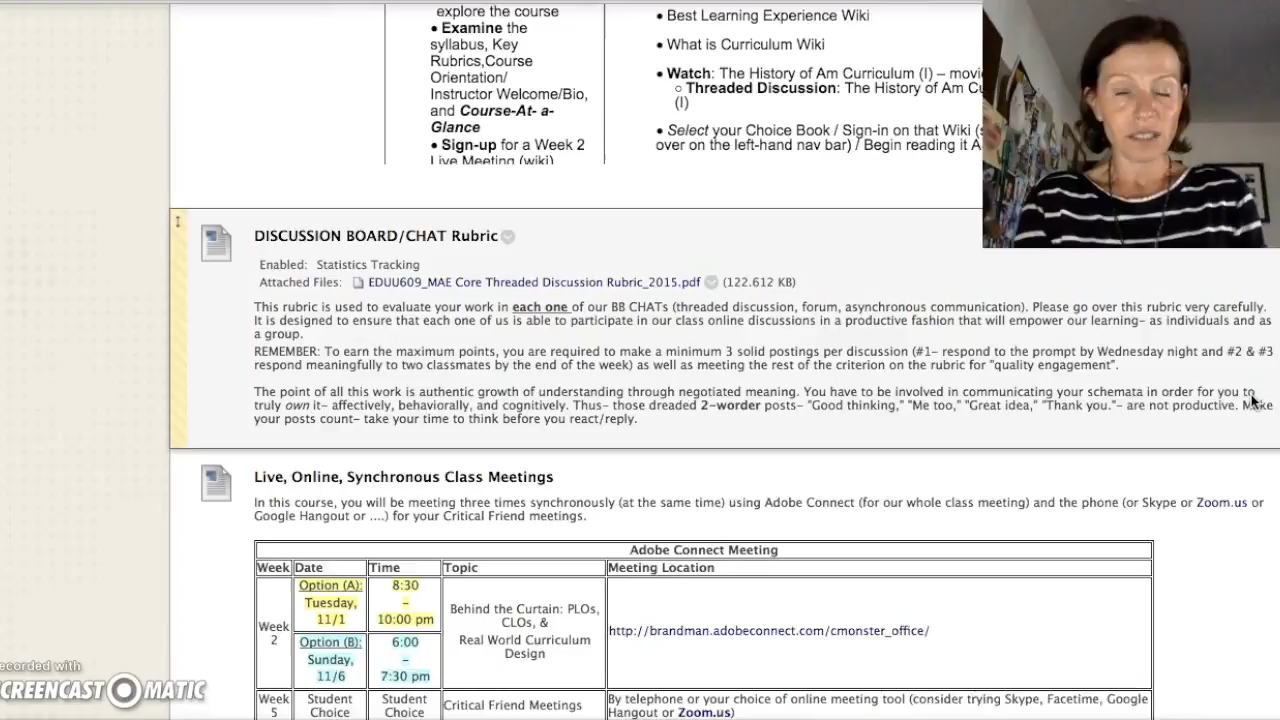 explore the course
• Examine the
syllabus, Key
Rubrics,Course
Orientation/
Instructor Welcome/Bio,
and Course-At- a-
Glance
• Sign-up for a Week 2
Live Meeting (wiki)
• Best Learning Experience Wiki
• What is Curriculum Wiki
• Watch: The History of Am Curriculum (I) – movi
○ Threaded Discussion: The History of Am Cu
(I)
• Select your Choice Book / Sign-in on that Wiki (s
over on the left-hand nav bar) / Begin reading it A
DISCUSSION BOARD/CHAT Rubric
Enabled: Statistics Tracking
Attached Files: EDUU609_MAE Core Threaded Discussion Rubric_2015.pdf (122.612 KB)
This rubric is used to evaluate your work in each one of our BB CHATs (threaded discussion, forum, asynchronous communication). Please go over this rubric very carefully.
It is designed to ensure that each one of us is able to participate in our class online discussions in a productive fashion that will empower our learning– as individuals and as
a group.
REMEMBER: To earn the maximum points, you are required to make a minimum 3 solid postings per discussion (#1– respond to the prompt by Wednesday night and #2 & #3
respond meaningfully to two classmates by the end of the week) as well as meeting the rest of the criterion on the rubric for "quality engagement".
The point of all this work is authentic growth of understanding through negotiated meaning. You have to be involved in communicating your schemata in order for you to
truly own it– affectively, behaviorally, and cognitively. Thus– those dreaded 2-worder posts– "Good thinking," "Me too," "Great idea," "Thank you."– are not productive. Make
your posts count– take your time to think before you react/reply.
Live, Online, Synchronous Class Meetings
In this course, you will be meeting three times synchronously (at the same time) using Adobe Connect (for our whole class meeting) and the phone (or Skype or Zoom.us or
Google Hangout or ....) for your Critical Friend meetings.
Adobe Connect Meeting
Week Date Time Topic Meeting Location
Week
2
Option (A):
Tuesday,
11/1
8:30
–
10:00 pm
Option (B):
Sunday,
11/6
6:00
–
7:30 pm
Behind the Curtain: PLOs,
CLOs, &
Real World Curriculum
Design
http://brandman.adobeconnect.com/cmonster_office/
Week
5
Student
Choice
Student
Choice
Critical Friend Meetings
By telephone or your choice of online meeting tool (consider trying Skype, Facetime, Google
Hangout or Zoom.us)
ecorded with
CREENCAST MATIC